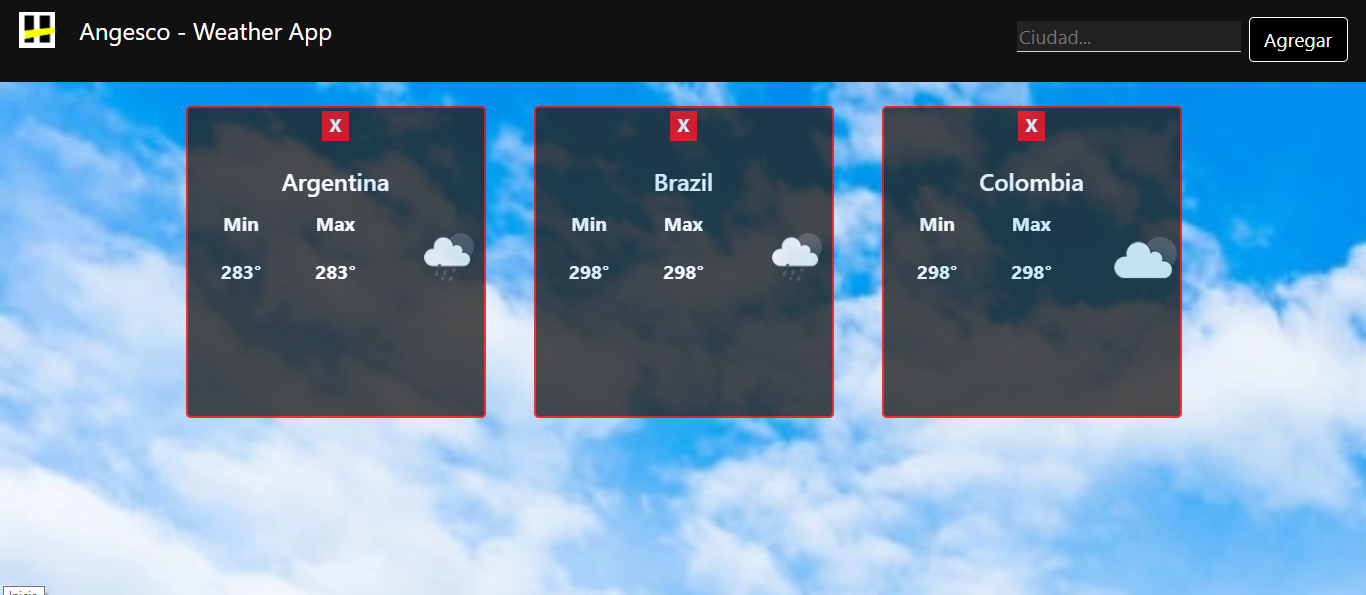 Angesco - Weather App
Ciudad...
Agregar
X
X
X
Argentina
Brazil
Colombia
Min Max
Min Max
Min Max
283° 283°
298° 298°
298° 298°